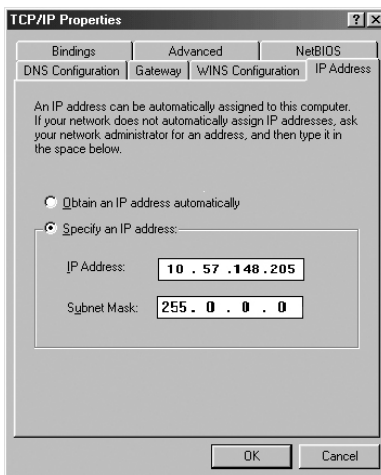 TCP/IP Properties
Bindings Advanced NetBIOS
DNS Configuration Gateway WINS Configuration IP Address
An IP address can be automatically assigned to this computer.
If your network does not automatically assign IP addresses, ask
your network administrator for an address, and then type it in
the space below.
Obtain an IP address automatically
Specify an IP address:
IP Address: 10 . 57 .148.205
Subnet Mask: 255. 0 . 0 . 0
OK Cancel